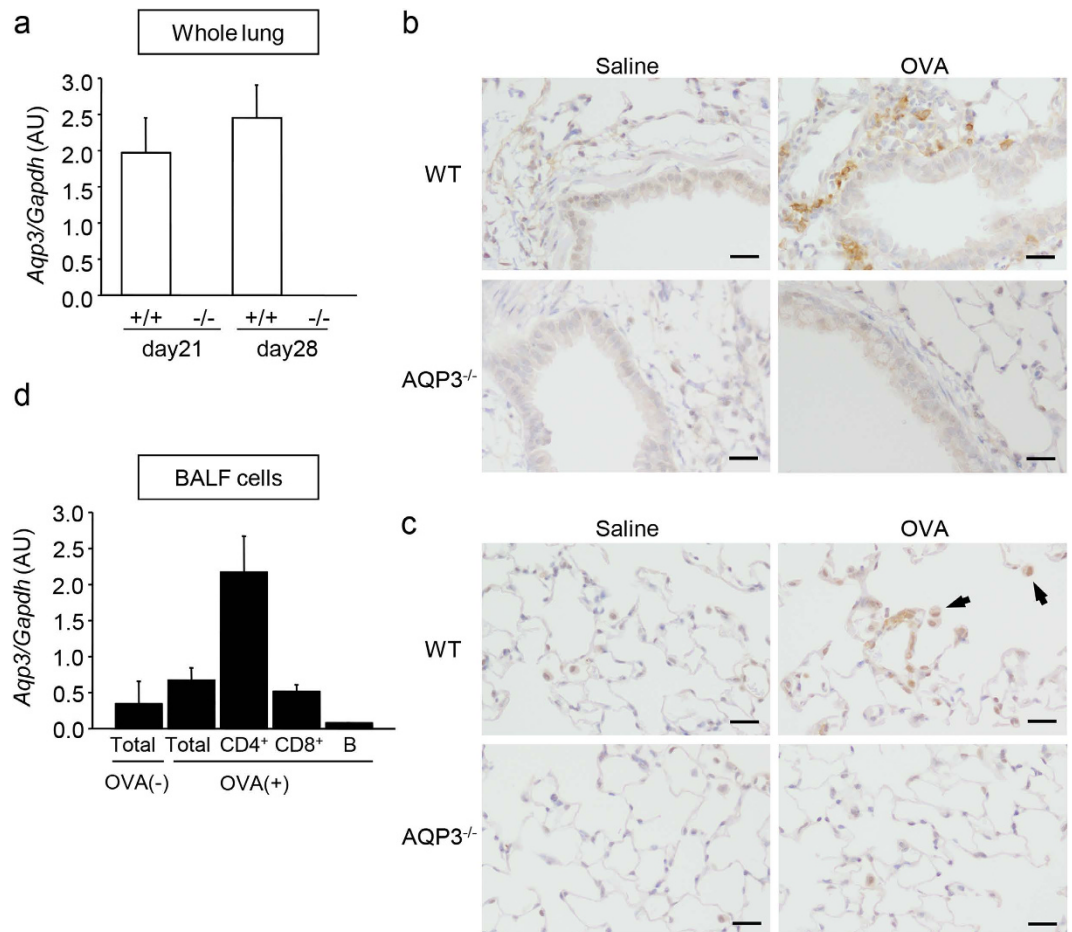 a
Whole lung
Aqp3/Gapdh (AU)
3.0
2.5
2.0
1.5
1.0
0.5
0.0
+/+ -/- +/+ -/-
day21 day28
b
Saline OVA
WT
AQP3-/-
d
BALF cells
Aqp3/Gapdh (AU)
3.0
2.5
2.0
1.5
1.0
0.5
0.0
Total Total CD4+ CD8+ B
OVA(-) OVA(+)
c
Saline OVA
WT
AQP3-/-